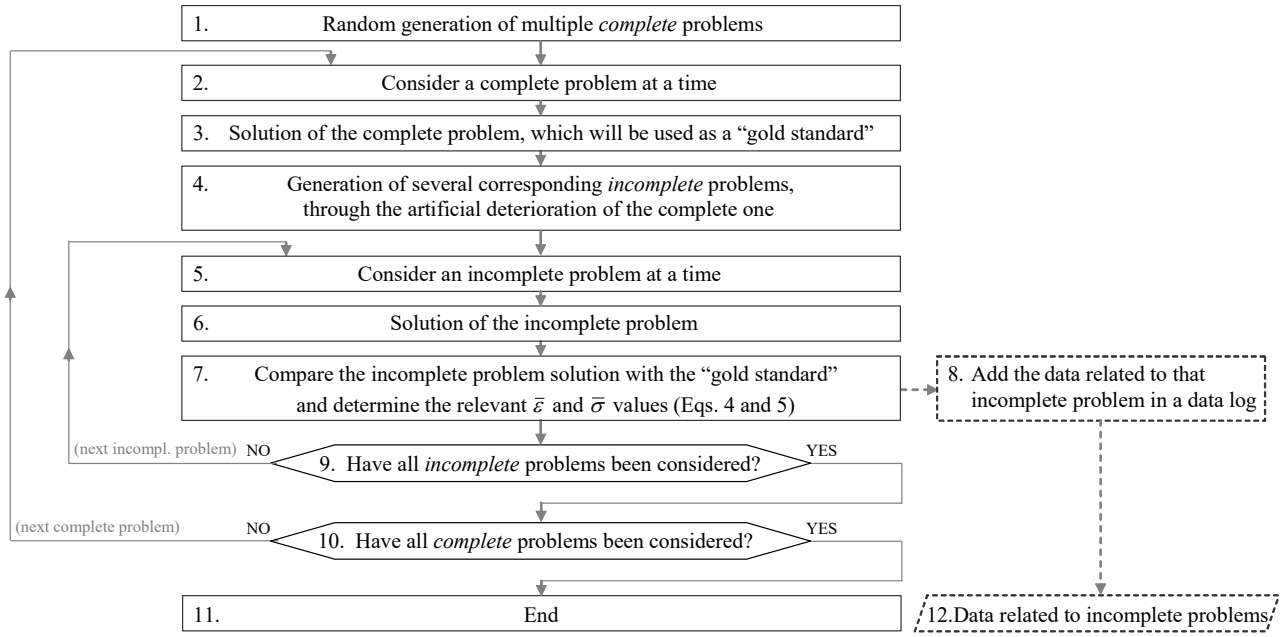 1. Random generation of multiple complete problems
2. Consider a complete problem at a time
3. Solution of the complete problem, which will be used as a “gold standard”
4. Generation of several corresponding incomplete problems,
through the artificial deterioration of the complete one
5. Consider an incomplete problem at a time
6. Solution of the incomplete problem
7. Compare the incomplete problem solution with the “gold standard”
and determine the relevant ε̅ and σ̅ values (Eqs. 4 and 5)
8. Add the data related to that
incomplete problem in a data log
(next incompl. problem) NO YES
9. Have all incomplete problems been considered?
(next complete problem) NO YES
10. Have all complete problems been considered?
11. End
12.Data related to incomplete problems